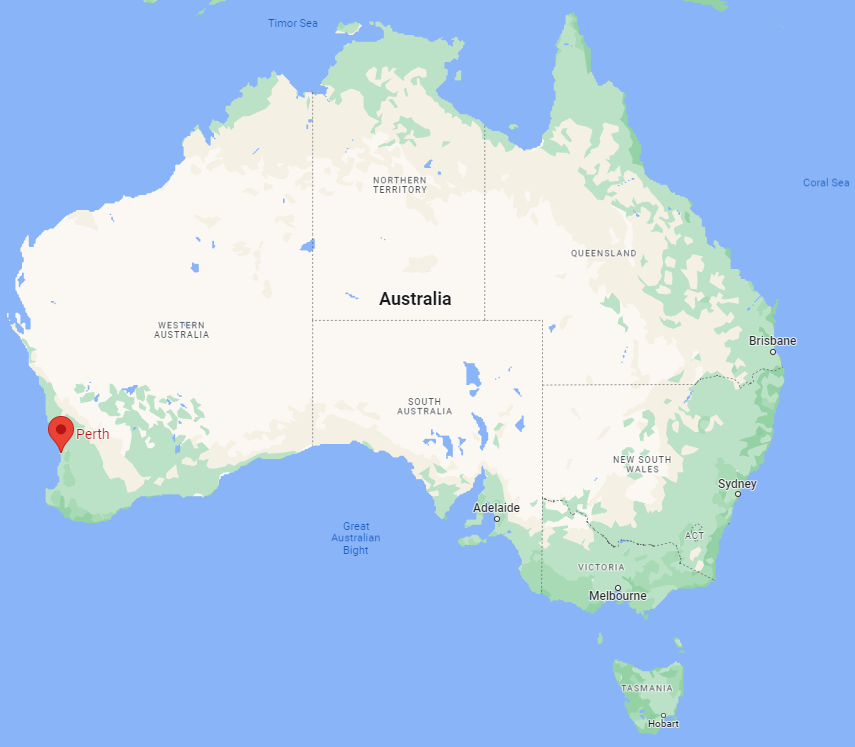 Timor Sea
Coral Sea
NORTHERN
TERRITORY
QUEENSLAND
Australia
WESTERN
AUSTRALIA
Brisbane
SOUTH
AUSTRALIA
Perth
NEW SOUTH
WALES
Sydney
Adelaide
Great
Australian
Bight
ACT
VICTORIA
Melbourne
TASMANIA
Hobart